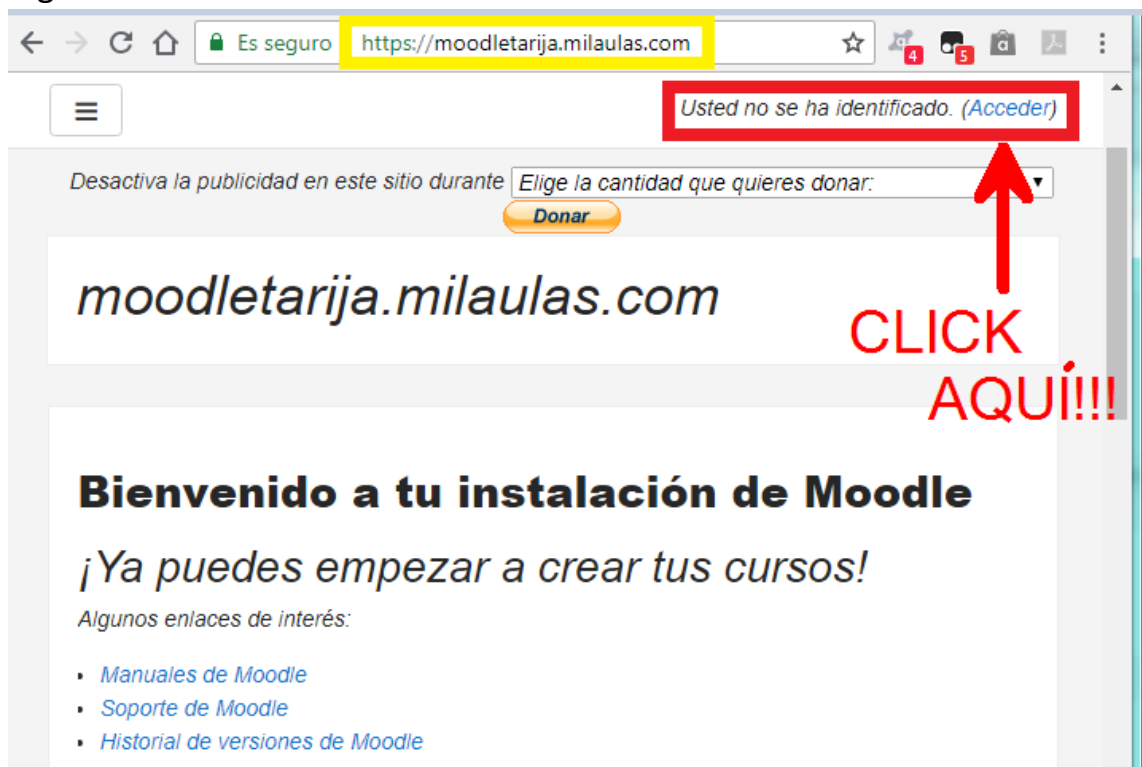 Es seguro https://moodletarija.milaulas.com
4
5
a
Usted no se ha identificado. (Acceder)
Desactiva la publicidad en este sitio durante Elige la cantidad que quieres donar:
Donar
moodletarija.milaulas.com
CLICK
AQUÍ!!!
Bienvenido a tu instalación de Moodle
¡Ya puedes empezar a crear tus cursos!
Algunos enlaces de interés:
• Manuales de Moodle
• Soporte de Moodle
• Historial de versiones de Moodle